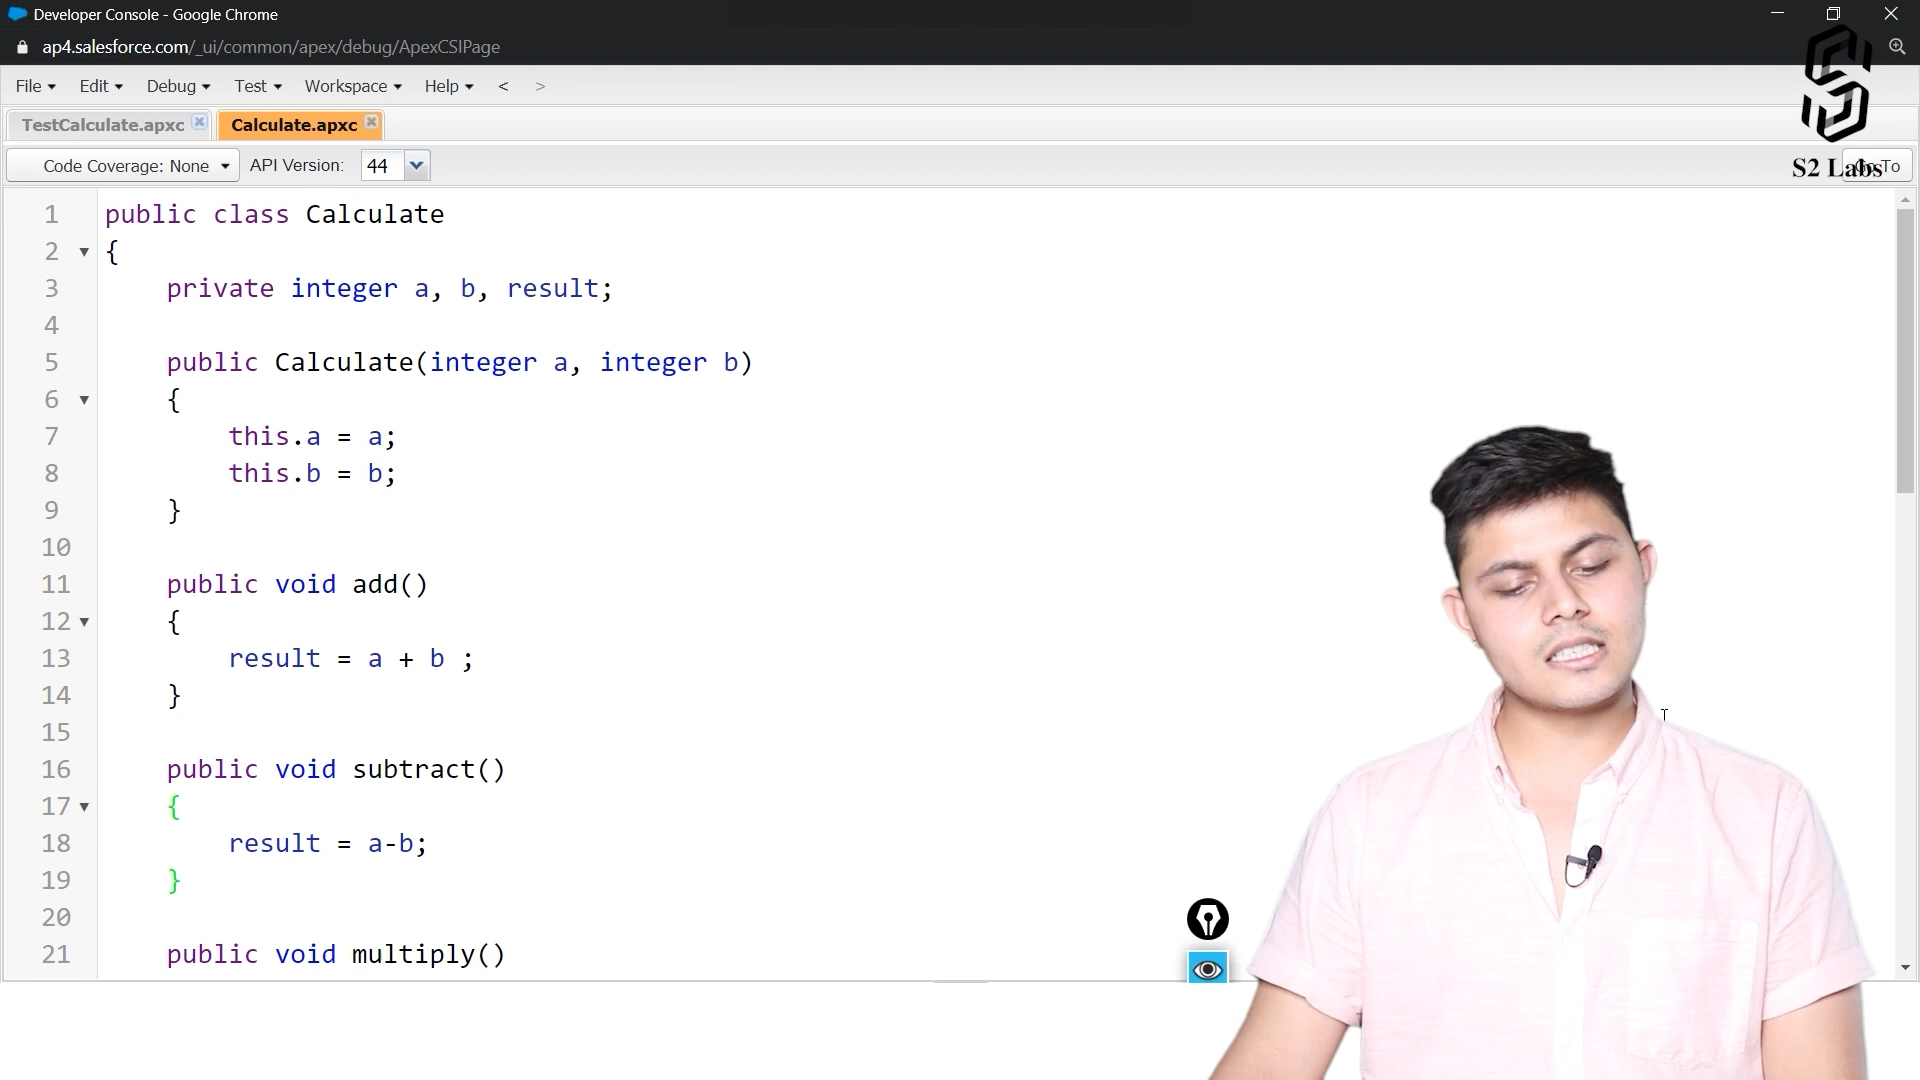 Developer Console - Google Chrome
ap4.salesforce.com/_ui/common/apex/debug/ApexCSIPage
File Edit Debug Test Workspace Help < >
TestCalculate.apxc Calculate.apxc
Code Coverage: None API Version: 44 Go To
S2 Labs
1 public class Calculate
2 {
3 private integer a, b, result;
4
5 public Calculate(integer a, integer b)
6 {
7 this.a = a;
8 this.b = b;
9 }
10
11 public void add()
12 {
13 result = a + b ;
14 }
15
16 public void subtract()
17 {
18 result = a-b;
19 }
20
21 public void multiply()